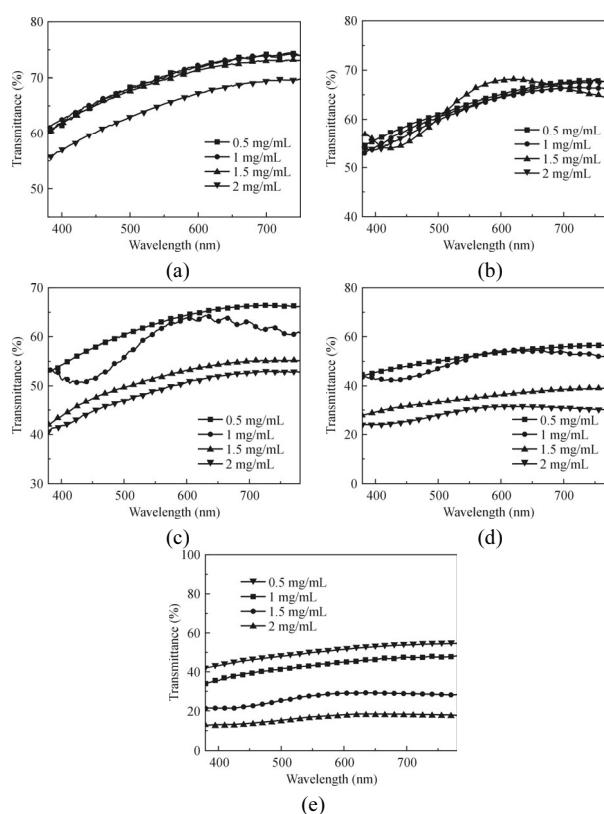 80
70
60
50
Transmittance (%)
0.5 mg/mL
1 mg/mL
1.5 mg/mL
2 mg/mL
400 500 600 700
Wavelength (nm)
(a)
80
70
60
50
40
Transmittance (%)
0.5 mg/mL
1 mg/mL
1.5 mg/mL
2 mg/mL
400 500 600 700
Wavelength (nm)
(b)
70
60
50
40
30
Transmittance (%)
0.5 mg/mL
1 mg/mL
1.5 mg/mL
2 mg/mL
400 500 600 700
Wavelength (nm)
(c)
80
60
40
20
0
Transmittance (%)
0.5 mg/mL
1 mg/mL
1.5 mg/mL
2 mg/mL
400 500 600 700
Wavelength (nm)
(d)
100
80
60
40
20
0
Transmittance (%)
0.5 mg/mL
1 mg/mL
1.5 mg/mL
2 mg/mL
400 500 600 700
Wavelength (nm)
(e)